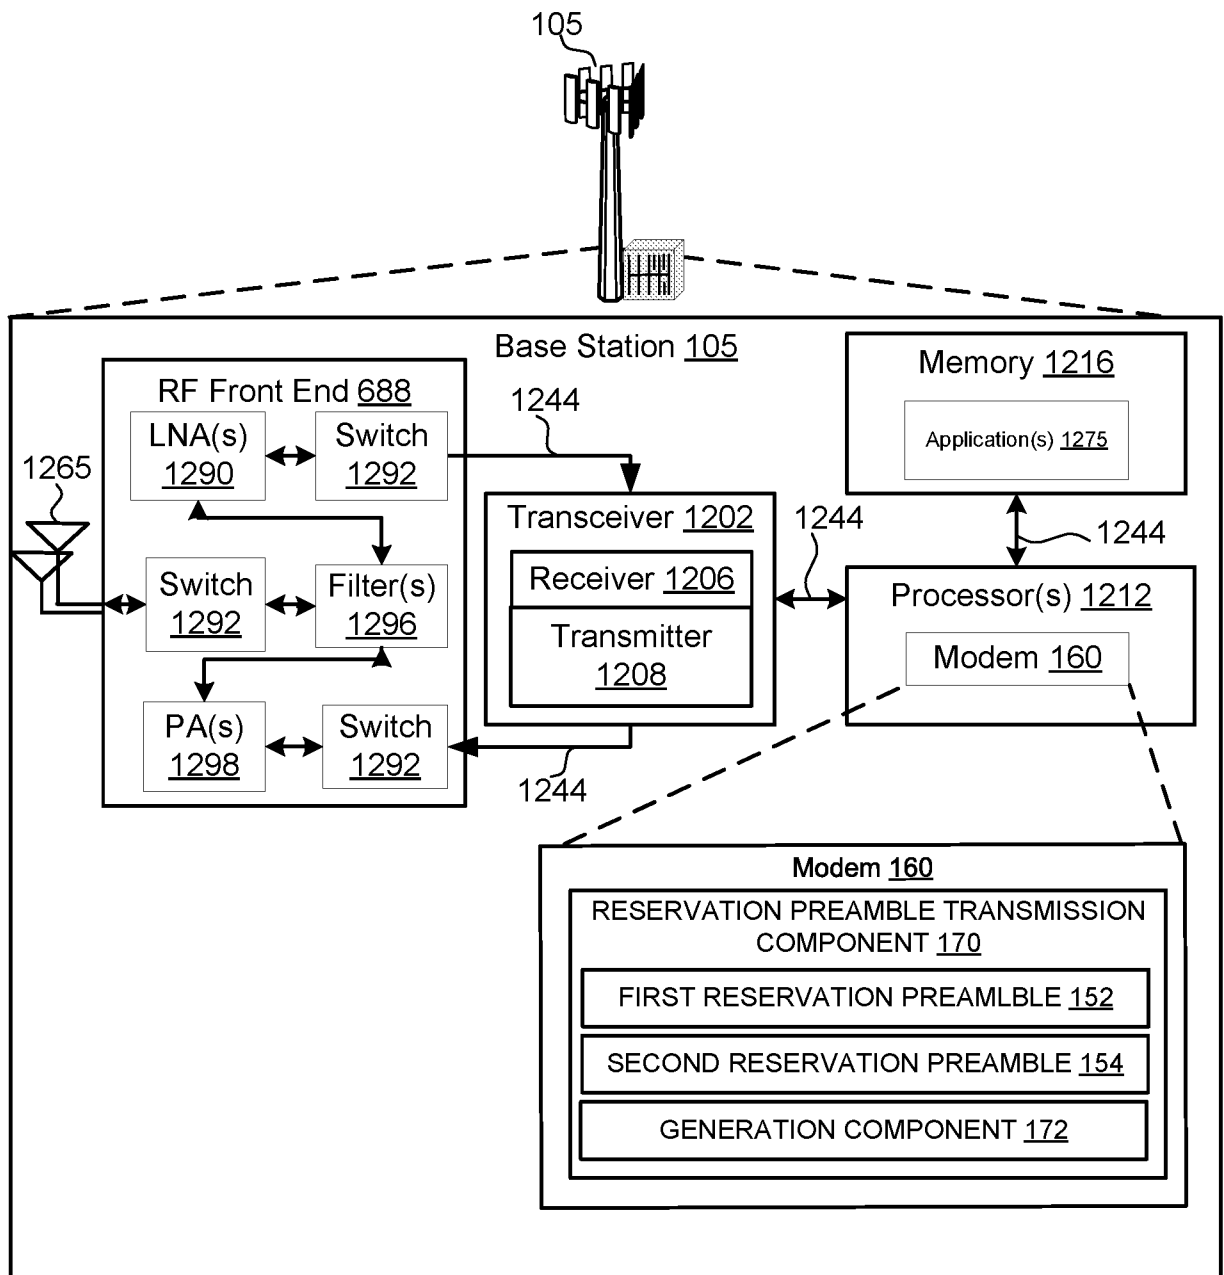 105
Base Station 105
RF Front End 688
LNA(s)
1290
Switch
1292
1244
1265
Switch
1292
Filter(s)
1296
PA(s)
1298
Switch
1292
1244
Transceiver 1202
Receiver 1206
Transmitter
1208
1244
Memory 1216
Application(s) 1275
1244
Processor(s) 1212
Modem 160
Modem 160
RESERVATION PREAMBLE TRANSMISSION
COMPONENT 170
FIRST RESERVATION PREAMLBLE 152
SECOND RESERVATION PREAMBLE 154
GENERATION COMPONENT 172